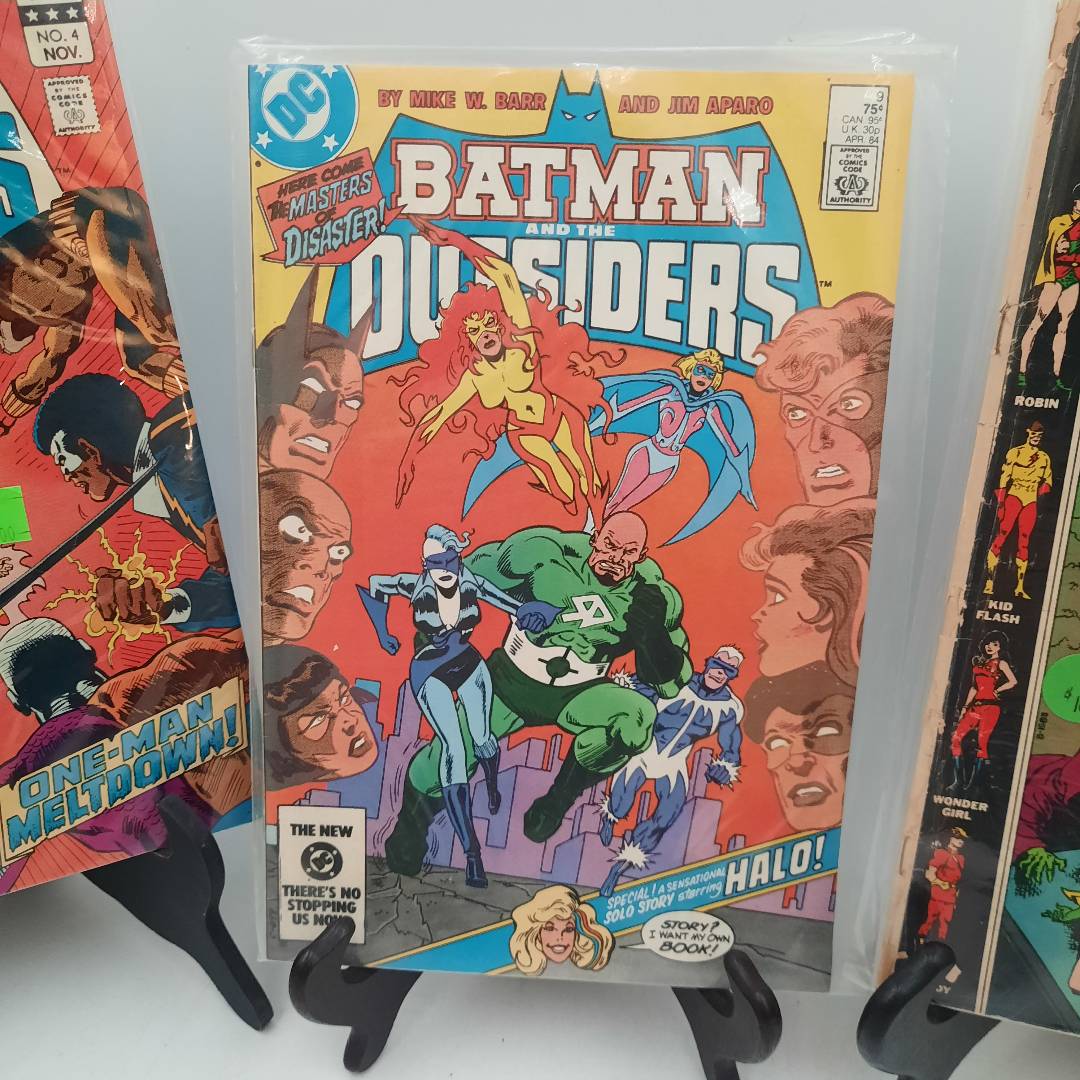 NO. 4
NOV.
APPROVED
BY THE
COMICS
CODE
AUTHORITY
TM
ONE-MAN
MELTDOWN!
DC
BY MIKE W. BARR AND JIM APARO
9
75¢
CAN. 95¢
U.K. 30p
APR. 84
APPROVED
BY THE
COMICS
CODE
AUTHORITY
HERE COME
THE MASTERS
OF
DISASTER!
BATMAN
AND THE
OUTSIDERS
TM
THE NEW
DC
THERE'S NO
STOPPING
US NOW
SPECIAL! A SENSATIONAL
SOLO STORY starring
HALO!
STORY?
I WANT MY OWN
BOOK!
ROBIN
KID
FLASH
WONDER
GIRL